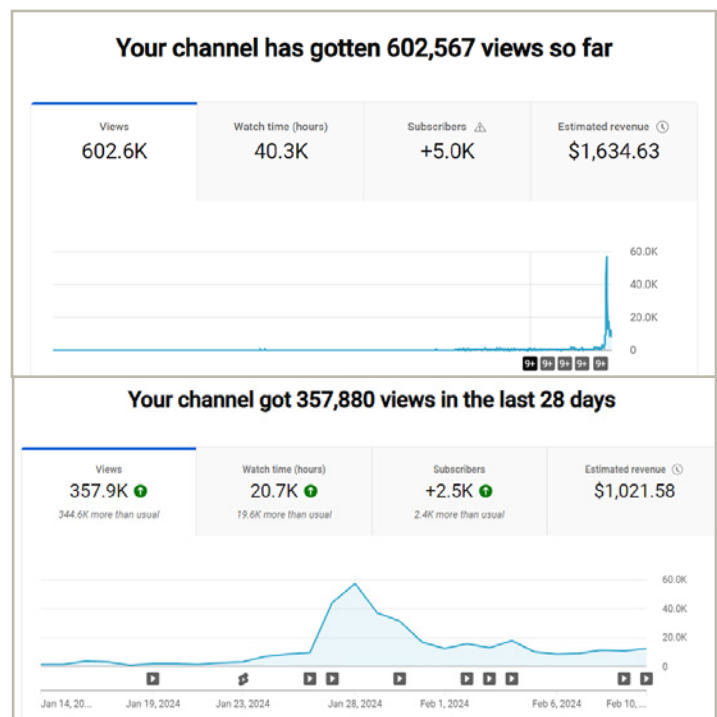 Your channel has gotten 602,567 views so far
Views Watch time (hours) Subscribers Estimated revenue
602.6K 40.3K +5.0K $1,634.63
60.0K
40.0K
20.0K
0
9+ 9+ 9+ 9+ 9+
Your channel got 357,880 views in the last 28 days
Views Watch time (hours) Subscribers Estimated revenue
357.9K 20.7K +2.5K $1,021.58
344.6K more than usual 19.6K more than usual 2.4K more than usual
60.0K
40.0K
20.0K
0
Jan 14, 20... Jan 19, 2024 Jan 23, 2024 Jan 28, 2024 Feb 1, 2024 Feb 6, 2024 Feb 10, ...